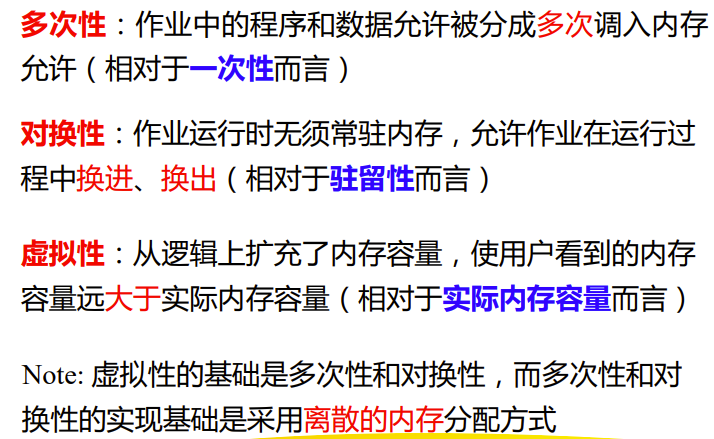 多次性：作业中的程序和数据允许被分成多次调入内存
允许（相对于一次性而言）
对换性：作业运行时无须常驻内存，允许作业在运行过
程中换进、换出（相对于驻留性而言）
虚拟性：从逻辑上扩充了内存容量，使用户看到的内存
容量远大于实际内存容量（相对于实际内存容量而言）
Note: 虚拟性的基础是多次性和对换性，而多次性和对
换性的实现基础是采用离散的内存分配方式